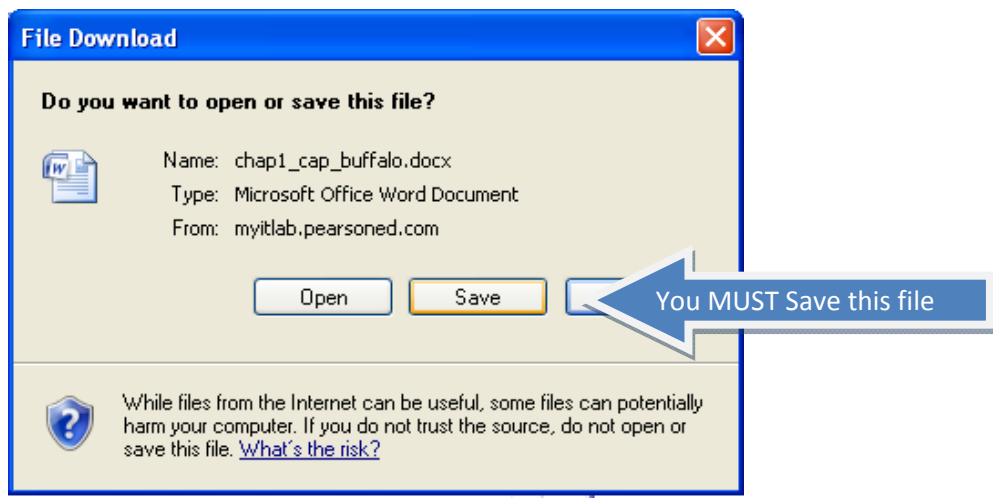 File Download
Do you want to open or save this file?
Name: chap1_cap_buffalo.docx
Type: Microsoft Office Word Document
From: myitlab.pearsoned.com
Open Save
You MUST Save this file
While files from the Internet can be useful, some files can potentially
harm your computer. If you do not trust the source, do not open or
save this file. What's the risk?